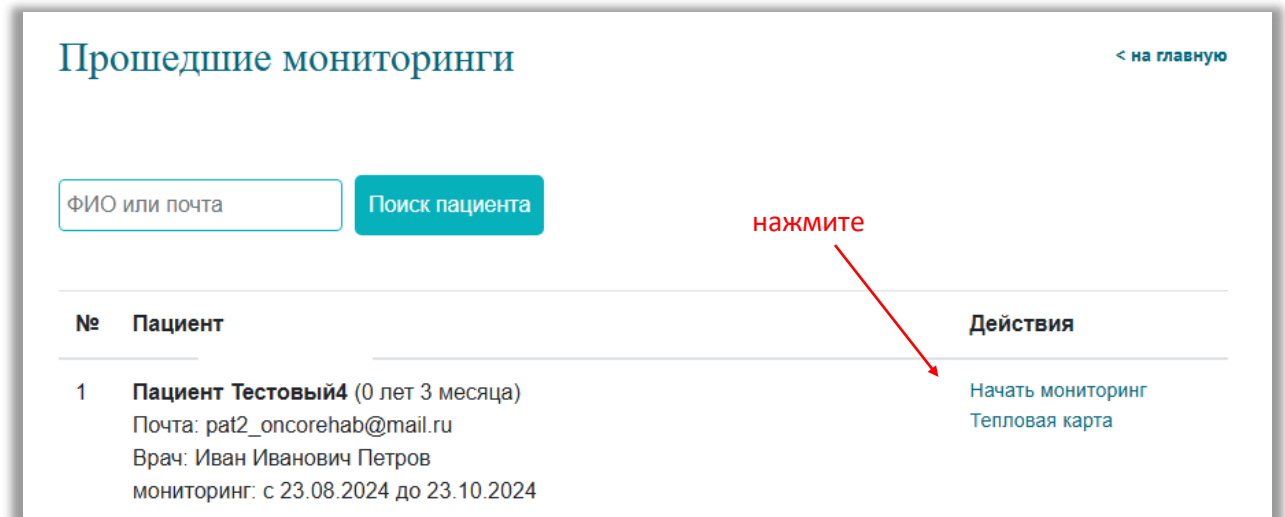 Прошедшие мониторинги
< на главную
ФИО или почта
Поиск пациента
нажмите
№ Пациент Действия
1 Пациент Тестовый4 (0 лет 3 месяца) Начать мониторинг
Почта: pat2_oncorehab@mail.ru Тепловая карта
Врач: Иван Иванович Петров
мониторинг: с 23.08.2024 до 23.10.2024